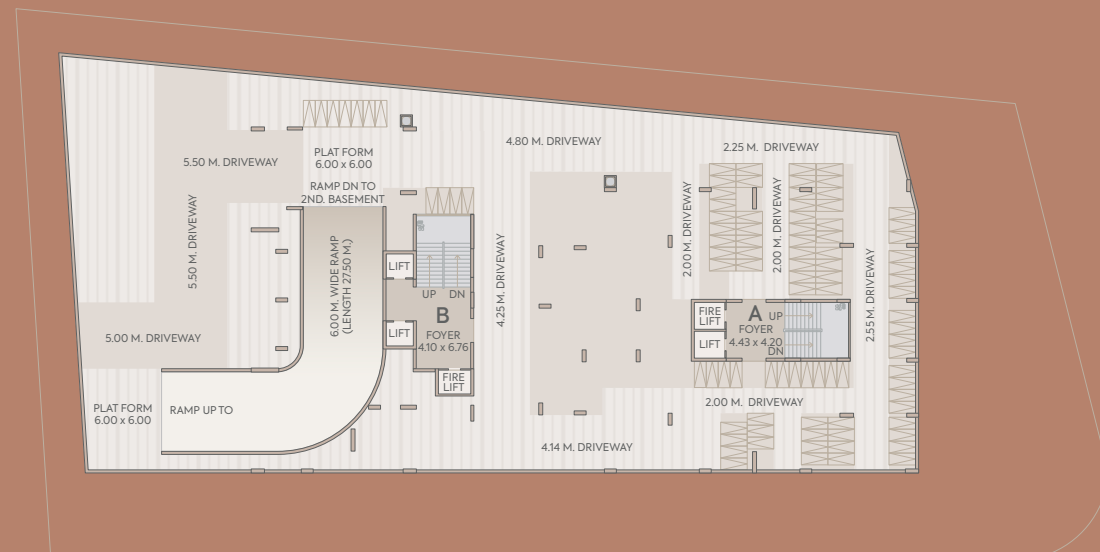 4.80 M. DRIVEWAY
2.25 M.  DRIVEWAY
5.50 M. DRIVEWAY
PLAT FORM
6.00 x 6.00
RAMP DN TO
2ND. BASEMENT
5.50 M. DRIVEWAY
6.00 M. WIDE RAMP
(LENGTH 27.50 M.)
LIFT
UP
DN
B
FOYER
4.10 x 6.76
LIFT
FIRE
LIFT
4.25 M. DRIVEWAY
2.00 M. DRIVEWAY
2.00 M. DRIVEWAY
2.55 M. DRIVEWAY
FIRE
LIFT
A
UP
FOYER
4.43 x 4.20
LIFT
DN
5.00 M. DRIVEWAY
PLAT FORM
6.00 x 6.00
RAMP UP TO
2.00 M.  DRIVEWAY
4.14 M. DRIVEWAY